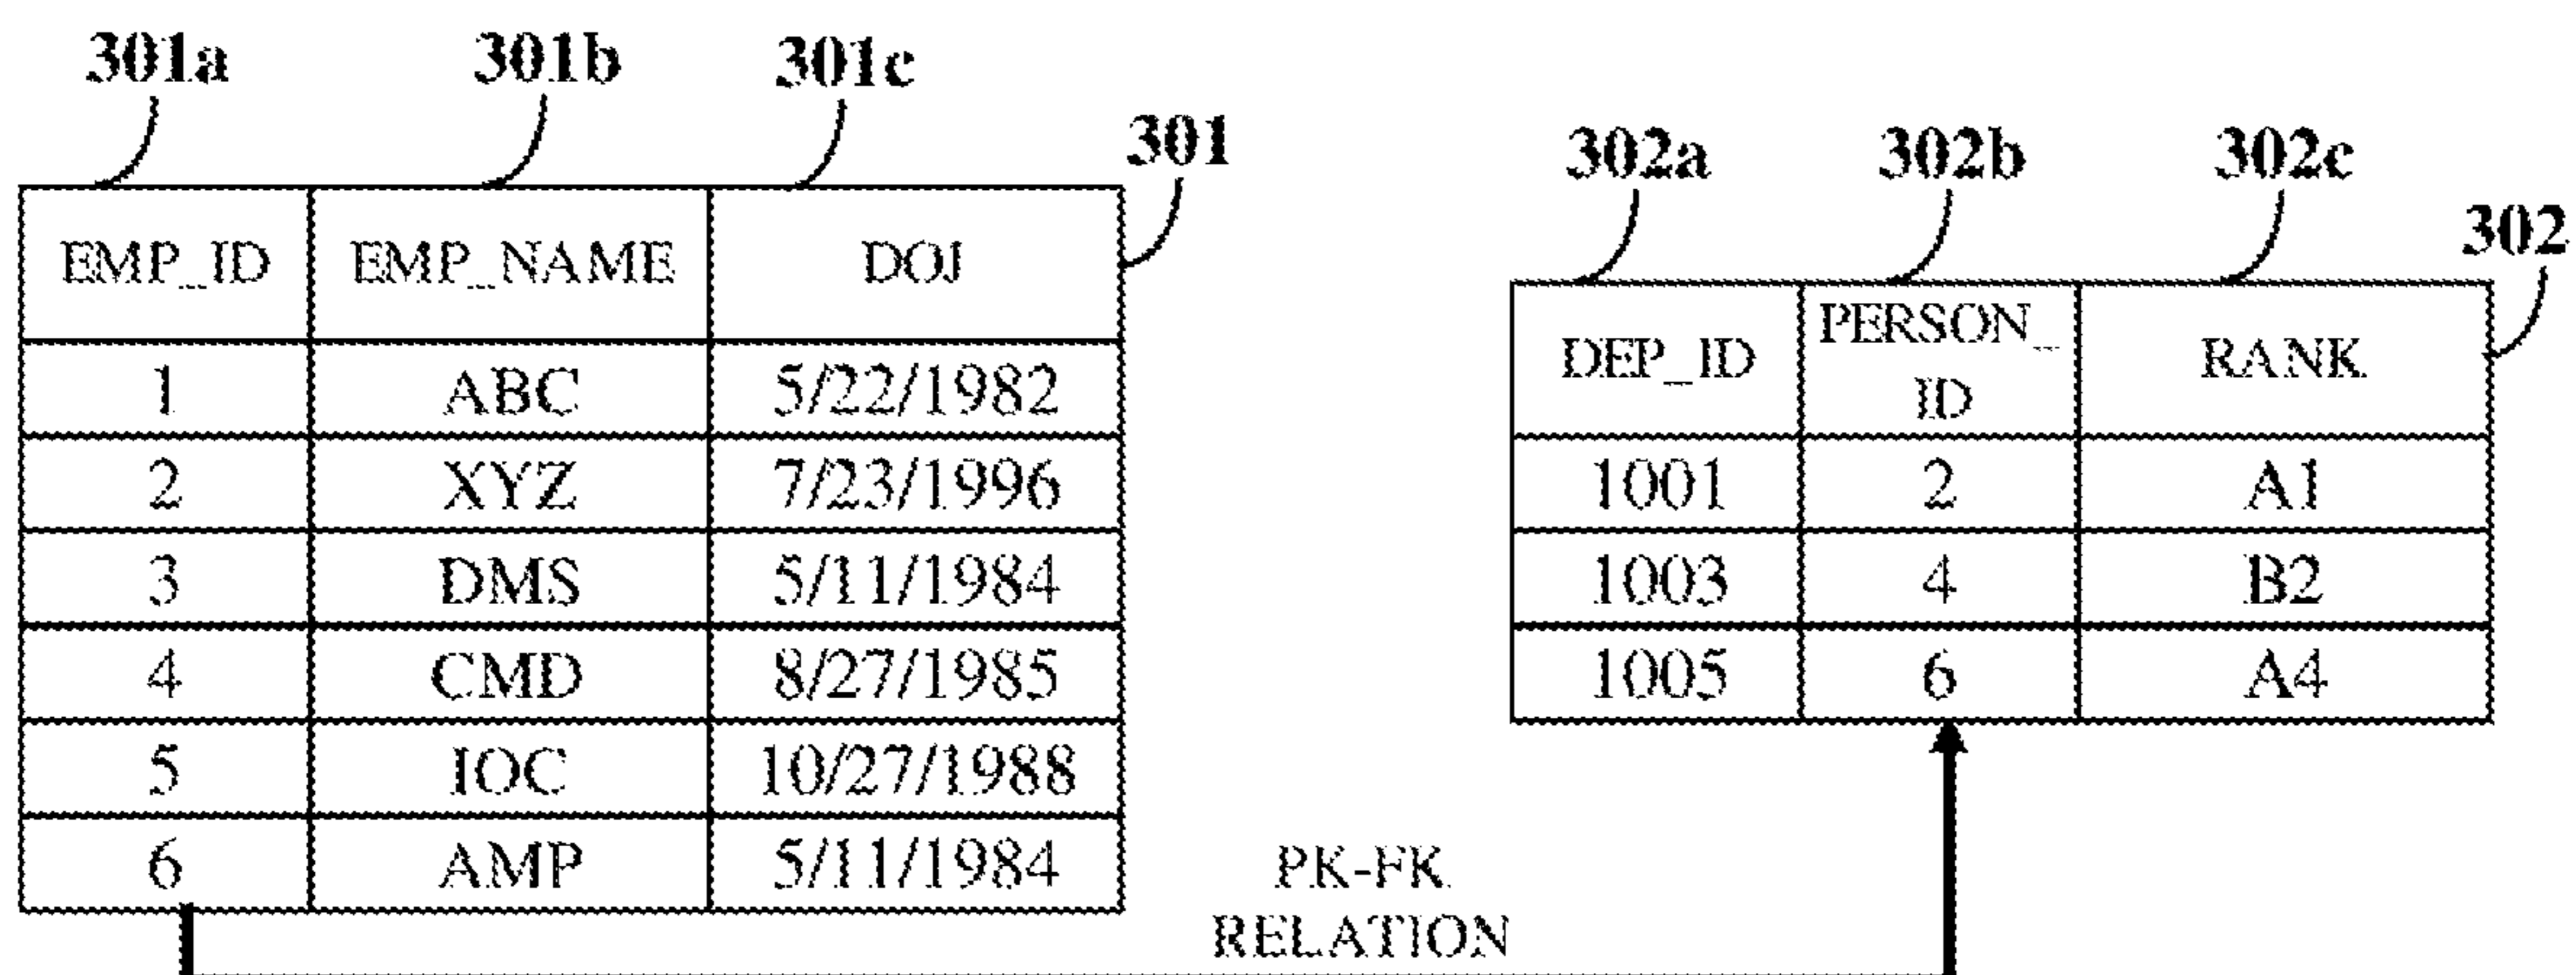 301a 301b 301c 301
EMP_ID EMP_NAME DOJ
1 ABC 5/22/1982
2 XYZ 7/23/1996
3 DMS 5/11/1984
4 CMD 8/27/1985
5 IOC 10/27/1988
6 AMP 5/11/1984
302a 302b 302c 302
DEP_ID PERSON_
ID RANK
1001 2 A1
1003 4 B2
1005 6 A4
PK-FK
RELATION